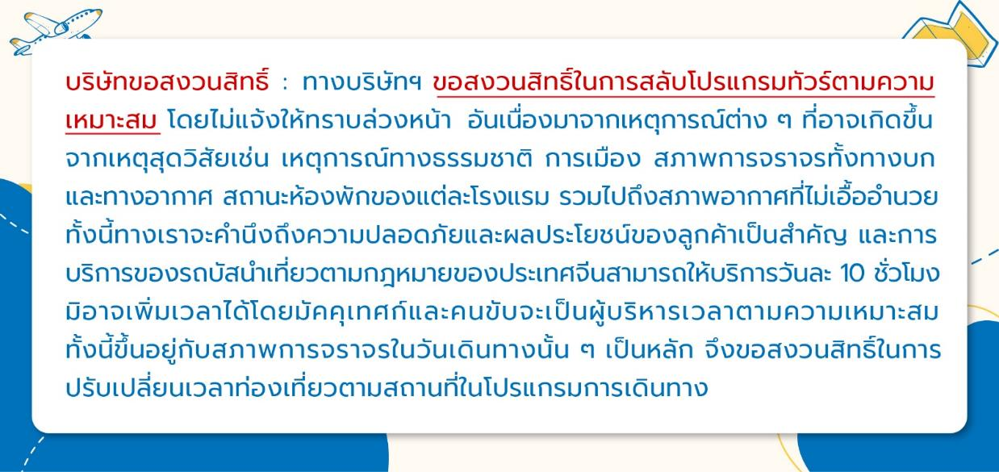 บริษัทขอสงวนสิทธิ์ : ทางบริษัทฯ ขอสงวนสิทธิ์ในการสลับโปรแกรมทัวร์ตามความ
เหมาะสม โดยไม่แจ้งให้ทราบล่วงหน้า อันเนื่องมาจากเหตุการณ์ต่าง ๆ ที่อาจเกิดขึ้น
จากเหตุสุดวิสัยเช่น เหตุการณ์ทางธรรมชาติ การเมือง สภาพการจราจรทั้งทางบก
และทางอากาศ สถานะห้องพักของแต่ละโรงแรม รวมไปถึงสภาพอากาศที่ไม่เอื้ออำนวย
ทั้งนี้ทางเราจะคำนึงถึงความปลอดภัยและผลประโยชน์ของลูกค้าเป็นสำคัญ และการ
บริการของรถบัสนำเที่ยวตามกฎหมายของประเทศจีนสามารถให้บริการวันละ 10 ชั่วโมง
มิอาจเพิ่มเวลาได้โดยมัคคุเทศก์และคนขับจะเป็นผู้บริหารเวลาตามความเหมาะสม
ทั้งนี้ขึ้นอยู่กับสภาพการจราจรในวันเดินทางนั้น ๆ เป็นหลัก จึงขอสงวนสิทธิ์ในการ
ปรับเปลี่ยนเวลาท่องเที่ยวตามสถานที่ในโปรแกรมการเดินทาง